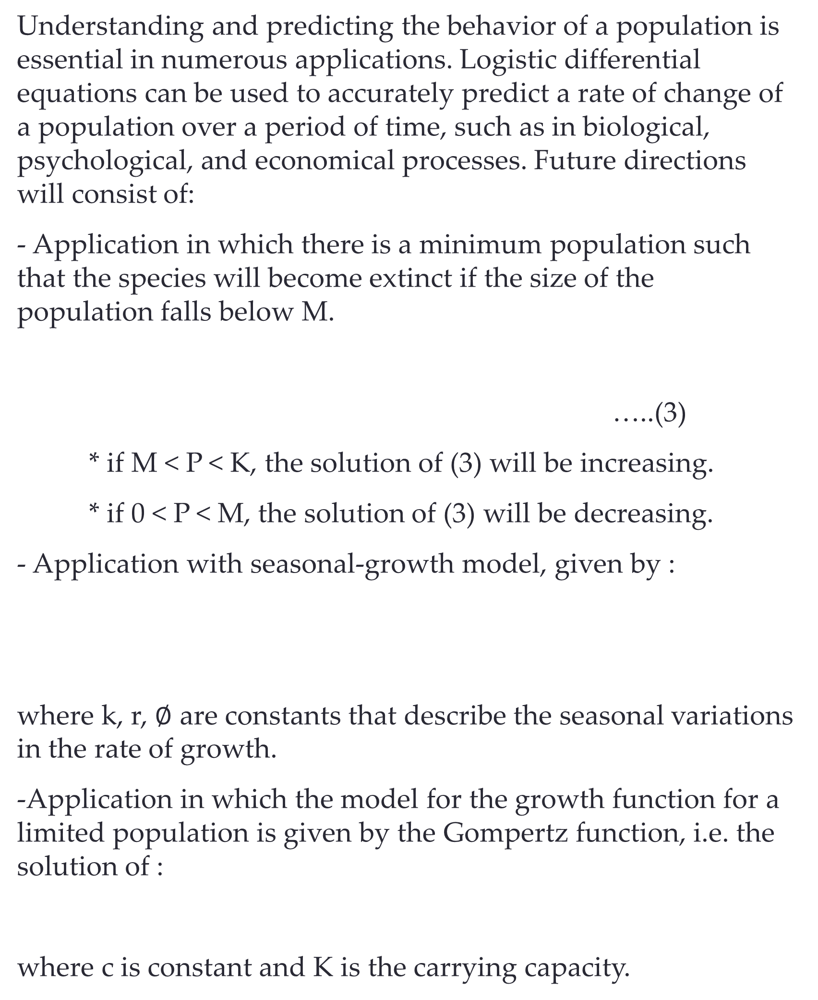 Understanding and predicting the behavior of a population is
essential in numerous applications. Logistic differential
equations can be used to accurately predict a rate of change of
a population over a period of time, such as in biological,
psychological, and economical processes. Future directions
will consist of:
- Application in which there is a minimum population such
that the species will become extinct if the size of the
population falls below M.
…..(3)
* if M < P < K, the solution of (3) will be increasing.
* if 0 < P < M, the solution of (3) will be decreasing.
- Application with seasonal-growth model, given by :
where k, r, ∅ are constants that describe the seasonal variations
in the rate of growth.
-Application in which the model for the growth function for a
limited population is given by the Gompertz function, i.e. the
solution of :
where c is constant and K is the carrying capacity.